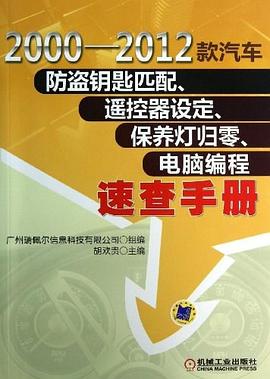 2000—2012款汽车
防盗钥匙匹配、
遥控器设定、
保养灯归零、
电脑编程
速查手册
广州瑞佩尔信息科技有限公司◎组编
胡欢贵◎主编
机械工业出版社
CHINA MACHINE PRESS